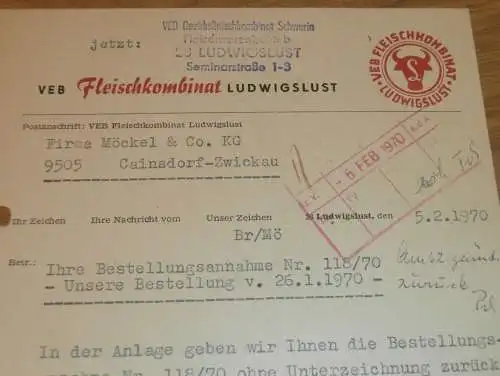 VEB Bezirksfleischkombinat Schwerin
jetzt:
28 LUDWIGSLUST
Seminarstraße 1-3
VEB Fleischkombinat LUDWIGSLUST
VEB FLEISCHKOMBINAT
LUDWIGSLUST
Postanschrift: VEB Fleischkombinat Ludwigslust
Firma Möckel & Co. KG
9505 Cainsdorf-Zwickau
- 6 FEB 1970
Ihr Zeichen Ihre Nachricht vom Unser Zeichen Ludwigslust, den 5.2.1970
Br/Mö
Betr.: Ihre Bestellungsannahme Nr. 118/70
- Unsere Bestellung v. 26.1.1970 -
zurück
In der Anlage geben wir Ihnen die Bestellungs-
Nr. 118/70 ohne Unterzeichnung zurück